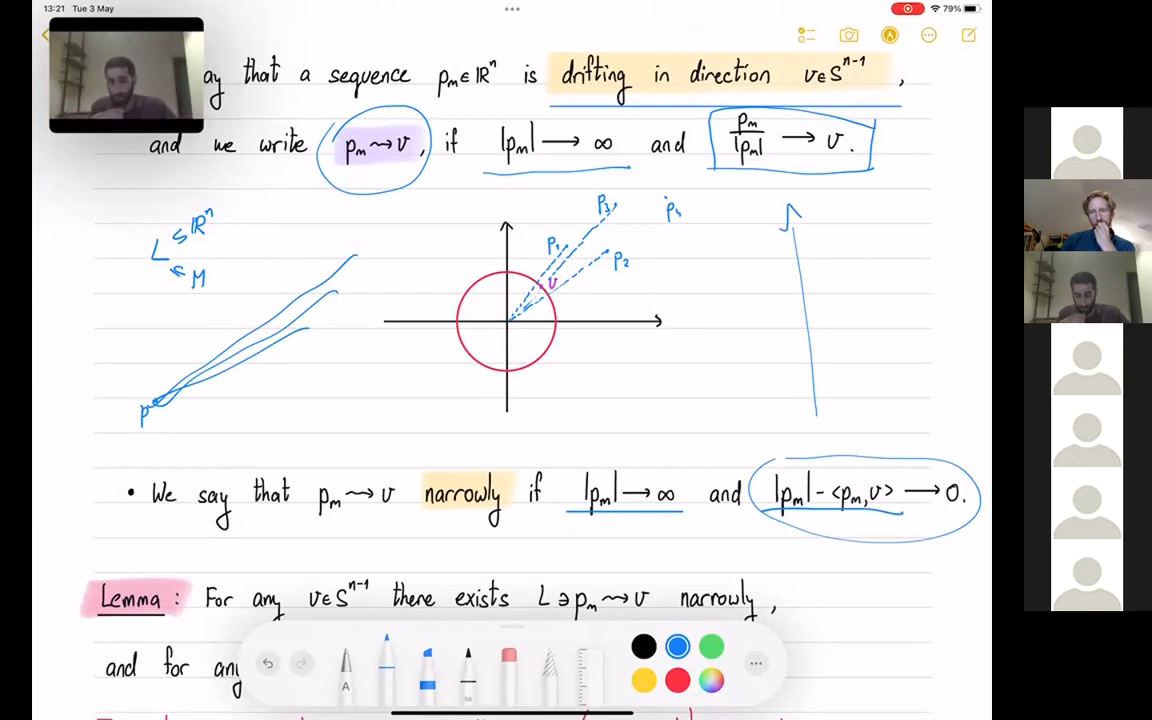 13:21 Tue 3 May
79%
ay that a sequence pₘ∈ℝⁿ is drifting in direction v∈Sⁿ⁻¹,
and we write pₘ⇝v, if |pₘ|⟶∞ and pₘ/|pₘ| ⟶ v.
L ⊆ ℝⁿ
M
p
p₁
p₂
p₃
v
• We say that pₘ⇝v narrowly if |pₘ|⟶∞ and |pₘ|-<pₘ,v>⟶0.
Lemma: For any v∈Sⁿ⁻¹ there exists L∋pₘ⇝v narrowly,
and for any
A
50